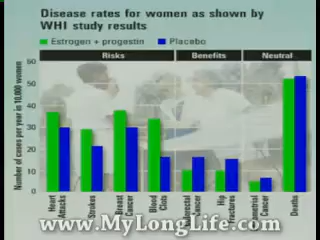 Disease rates for women as shown by
WHI study results
Estrogen + progestin
Placebo
Risks
Benefits
Neutral
Number of cases per year in 10,000 women
60
50
40
30
20
10
0
Heart Attacks
Strokes
Breast Cancer
Blood Clots
Colorectal Cancer
Hip Fractures
Endometrial Cancer
Deaths
www.MyLongLife.com